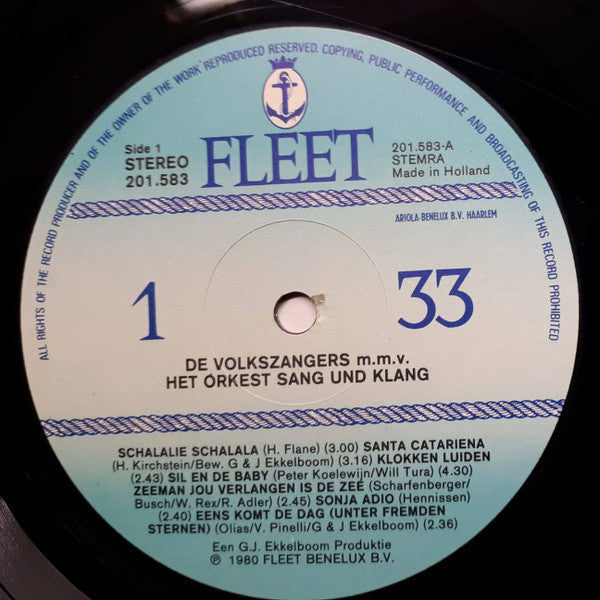 ALL RIGHTS OF THE RECORD PRODUCER AND OF THE OWNER OF THE WORK REPRODUCED RESERVED. COPYING, PUBLIC PERFORMANCE AND BROADCASTING OF THIS RECORD PROHIBITED
Side 1
STEREO
201.583
FLEET
201.583-A
STEMRA
Made in Holland
ARIOLA-BENELUX B.V. HAARLEM
1
33
DE VOLKSZANGERS m.m.v.
HET ORKEST SANG UND KLANG
SCHALALIE SCHALALA (H. Flane) (3.00) SANTA CATARIENA
(H. Kirchstein/Bew. G & J Ekkelboom) (3.16) KLOKKEN LUIDEN
(2.43) SIL EN DE BABY (Peter Koelewijn/Will Tura) (4.30)
ZEEMAN JOU VERLANGEN IS DE ZEE (Scharfenberger/
Busch/W. Rex/R. Adler) (2.45) SONJA ADIO (Hennissen)
(2.40) EENS KOMT DE DAG (UNTER FREMDEN
STERNEN) (Olias/V. Pinelli/G & J Ekkelboom) (2.36)
Een G.J. Ekkelboom Produktie
℗ 1980 FLEET BENELUX B.V.